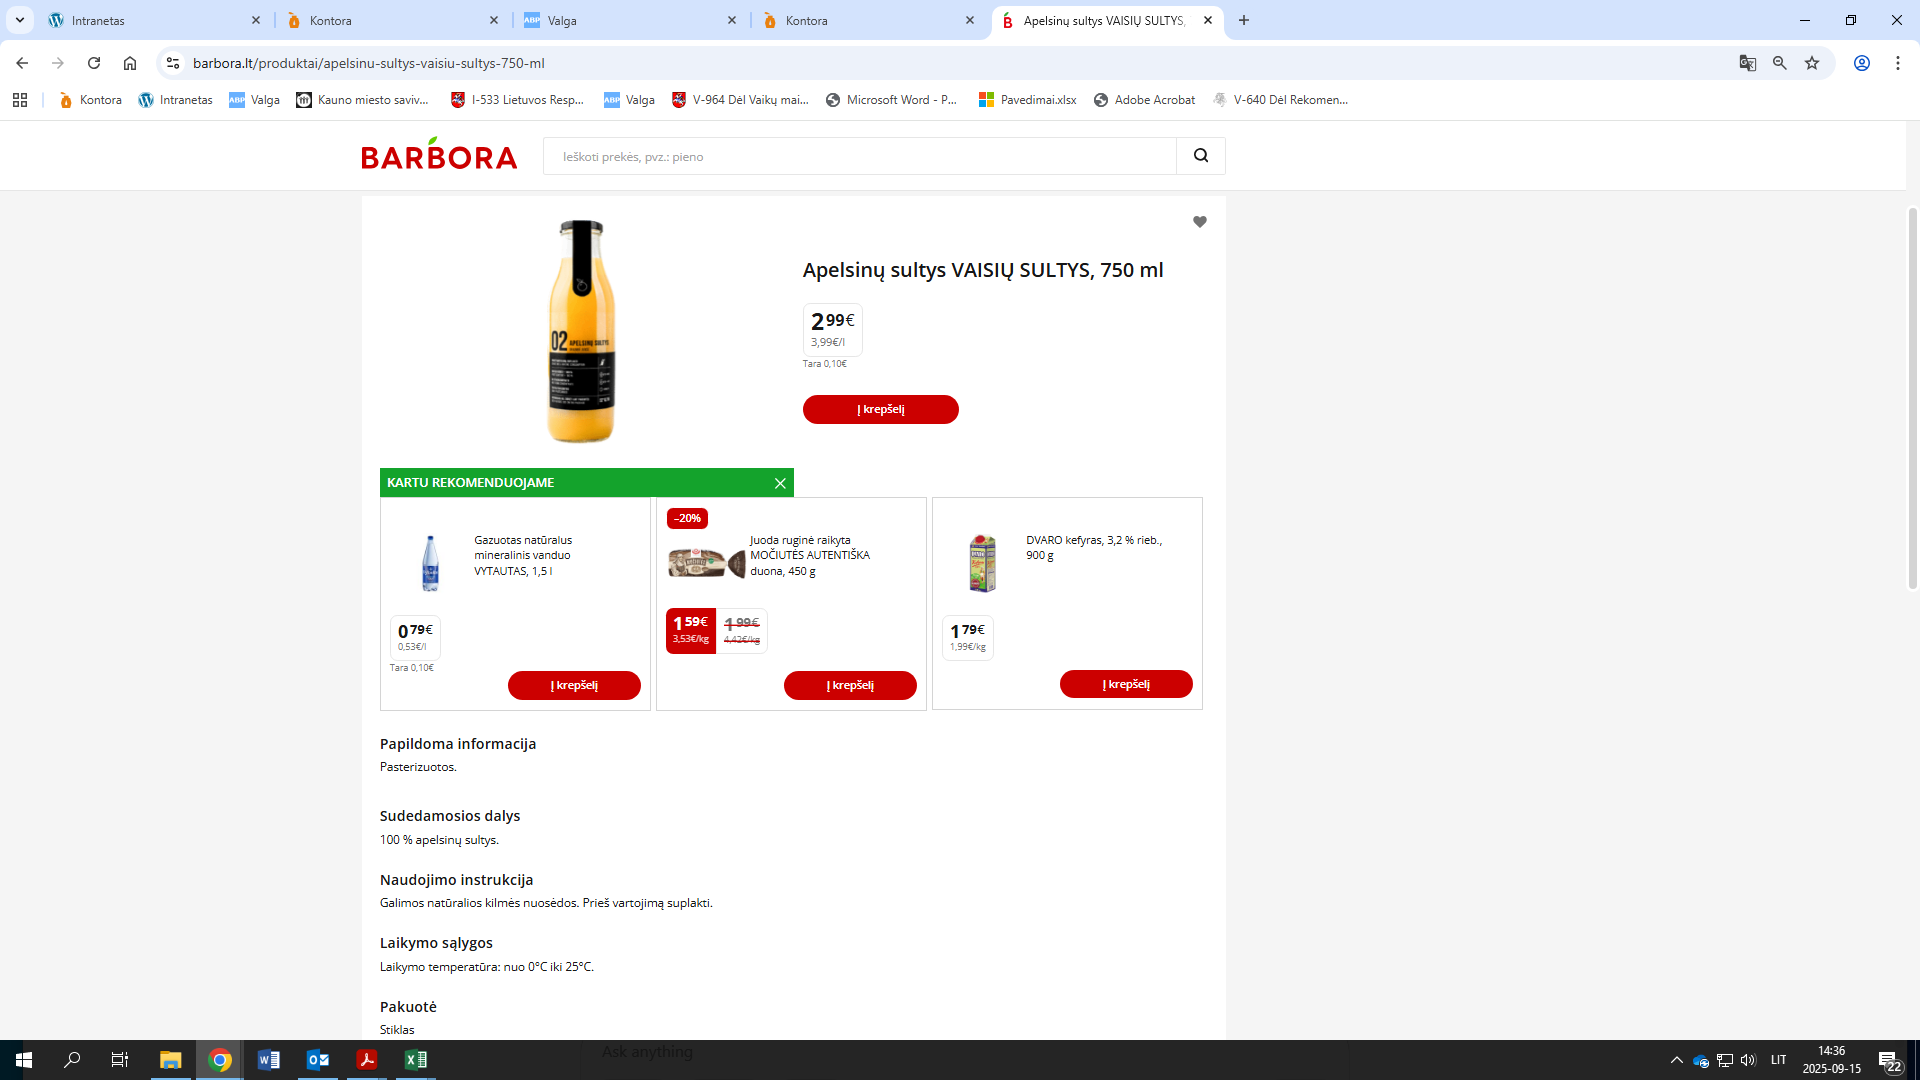 Intranetas
Kontora
ABP Valga
Kontora
Apelsinų sultys VAISIŲ SULTYS,
barbora.lt/produktai/apelsinu-sultys-vaisiu-sultys-750-ml
Kontora
Intranetas
ABP Valga
Kauno miesto saviv...
I-533 Lietuvos Resp...
ABP Valga
V-964 Dėl Vaikų mai...
Microsoft Word - P...
Pavedimai.xlsx
Adobe Acrobat
V-640 Dėl Rekomen...
BARBORA
Ieškoti prekės, pvz.: pieno
02 APELSINŲ SULTYS
Apelsinų sultys VAISIŲ SULTYS, 750 ml
2 99€
3,99€/l
Tara 0,10€
Į krepšelį
KARTU REKOMENDUOJAME
Gazuotas natūralus
mineralinis vanduo
VYTAUTAS, 1,5 l
0 79€
0,53€/l
Tara 0,10€
Į krepšelį
–20%
Juoda ruginė raikyta
MOČIUTĖS AUTENTIŠKA
duona, 450 g
1 59€ 1 99€
3,53€/kg 4,42€/kg
Į krepšelį
DVARO kefyras, 3,2 % rieb.,
900 g
1 79€
1,99€/kg
Į krepšelį
Papildoma informacija
Pasterizuotos.
Sudedamosios dalys
100 % apelsinų sultys.
Naudojimo instrukcija
Galimos natūralios kilmės nuosėdos. Prieš vartojimą suplakti.
Laikymo sąlygos
Laikymo temperatūra: nuo 0°C iki 25°C.
Pakuotė
Stiklas
Ask anything
LIT
14:36
2025-09-15
22